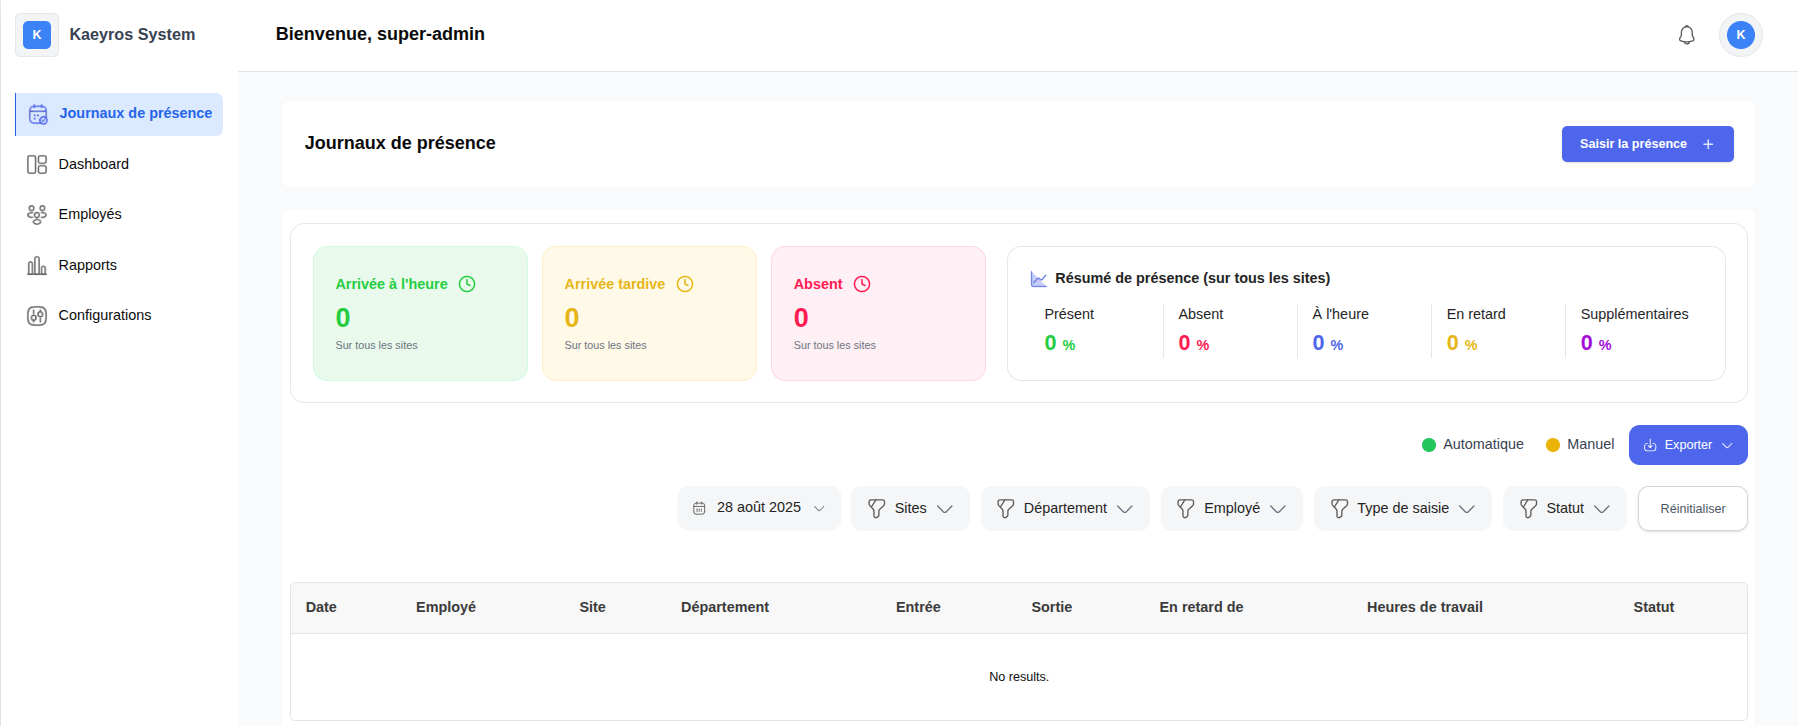 K Kaeyros System
Bienvenue, super-admin
K
Journaux de présence
Dashboard
Employés
Rapports
Configurations
Journaux de présence
Saisir la présence +
Arrivée à l'heure
0
Sur tous les sites
Arrivée tardive
0
Sur tous les sites
Absent
0
Sur tous les sites
Résumé de présence (sur tous les sites)
Présent Absent À l'heure En retard Supplémentaires
0 % 0 % 0 % 0 % 0 %
Automatique Manuel Exporter
28 août 2025 Sites Département Employé Type de saisie Statut Réinitialiser
Date Employé Site Département Entrée Sortie En retard de Heures de travail Statut
No results.